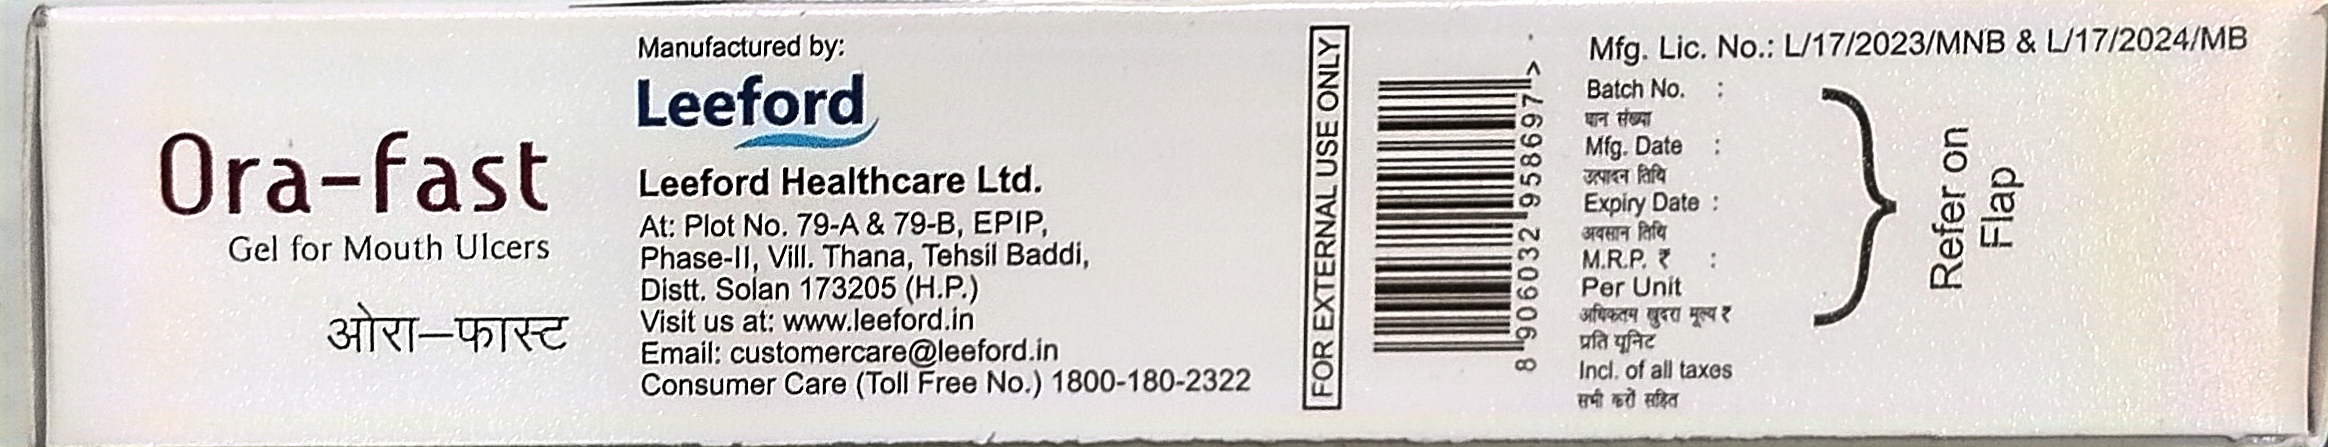 Ora-fast
Gel for Mouth Ulcers
ओरा–फास्ट
Manufactured by:
Leeford
Leeford Healthcare Ltd.
At: Plot No. 79-A & 79-B, EPIP,
Phase-II, Vill. Thana, Tehsil Baddi,
Distt. Solan 173205 (H.P.)
Visit us at: www.leeford.in
Email: customercare@leeford.in
Consumer Care (Toll Free No.) 1800-180-2322
FOR EXTERNAL USE ONLY
8 906032 958697 >
Mfg. Lic. No.: L/17/2023/MNB & L/17/2024/MB
Batch No. :
घान संख्या
Mfg. Date :
उत्पादन तिथि
Expiry Date :
अवसान तिथि
M.R.P. ₹ :
Per Unit
अधिकतम खुदरा मूल्य ₹
प्रति यूनिट
Incl. of all taxes
सभी करों सहित
Refer on
Flap